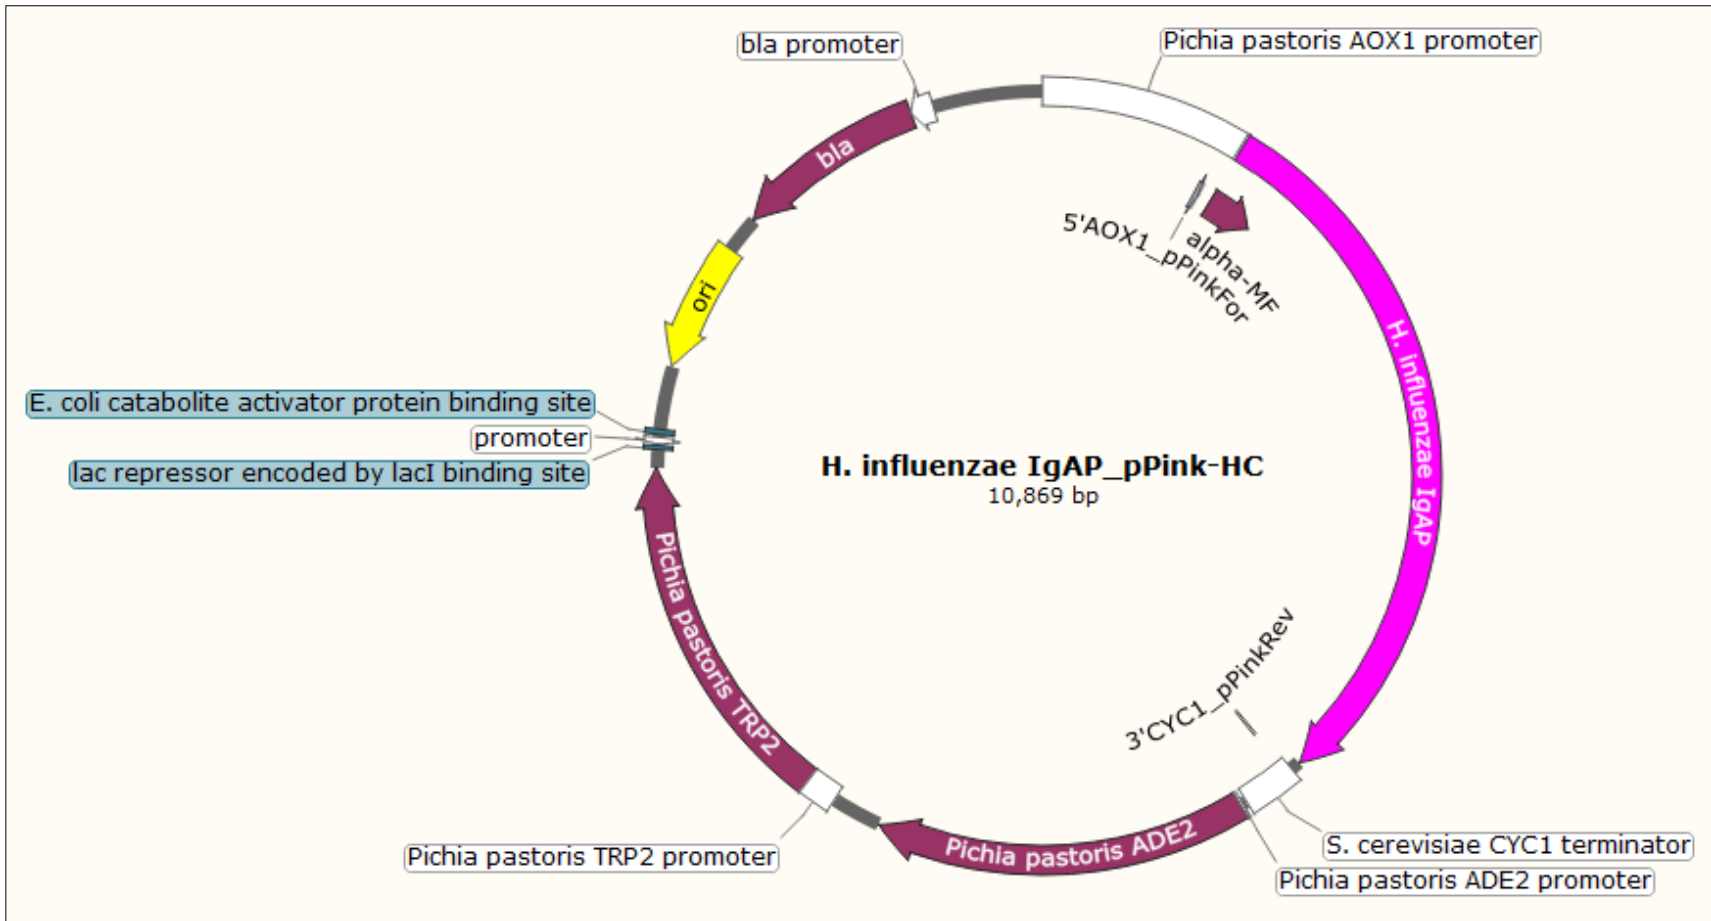 bla promoter
Pichia pastoris AOX1 promoter
bla
5'AOX1_pPinkFor
alpha-MF
ori
H. influenzae IgAP
E. coli catabolite activator protein binding site
promoter
lac repressor encoded by lacI binding site
H. influenzae IgAP_pPink-HC
10,869 bp
Pichia pastoris TRP2
3'CYC1_pPinkRev
Pichia pastoris ADE2
Pichia pastoris TRP2 promoter
S. cerevisiae CYC1 terminator
Pichia pastoris ADE2 promoter